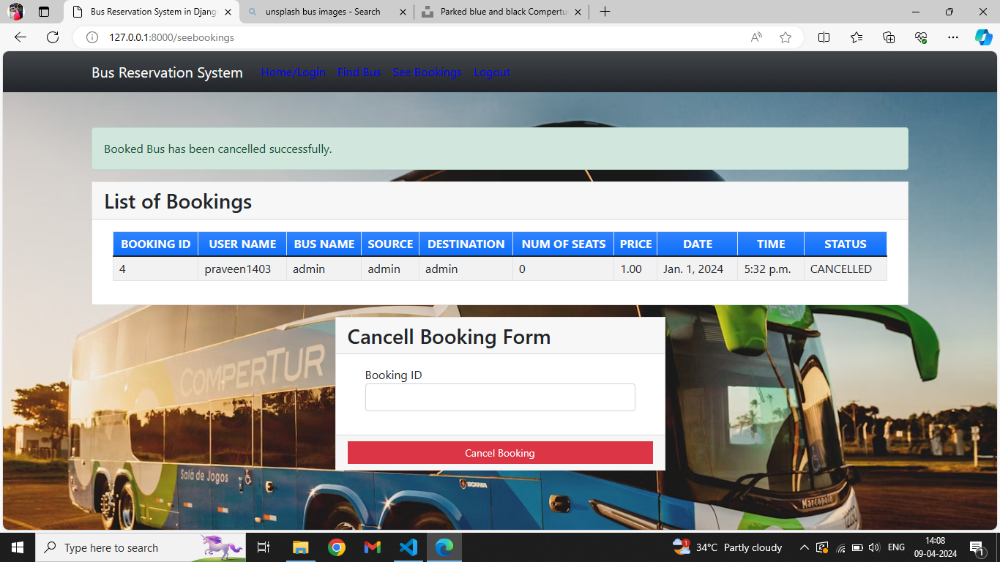 Bus Reservation System in Djang
unsplash bus images - Search
Parked blue and black Compertu
127.0.0.1:8000/seebookings
Bus Reservation System Home/Login Find Bus See Bookings Logout
Booked Bus has been cancelled successfully.
List of Bookings
BOOKING ID USER NAME BUS NAME SOURCE DESTINATION NUM OF SEATS PRICE DATE TIME STATUS
4 praveen1403 admin admin admin 0 1.00 Jan. 1, 2024 5:32 p.m. CANCELLED
COMPERTUR
Cancell Booking Form
Booking ID
Cancel Booking
Salã de Jogos
SCANIA
Marcopolo
Type here to search
1
34°C Partly cloudy
ENG
14:08
09-04-2024
1